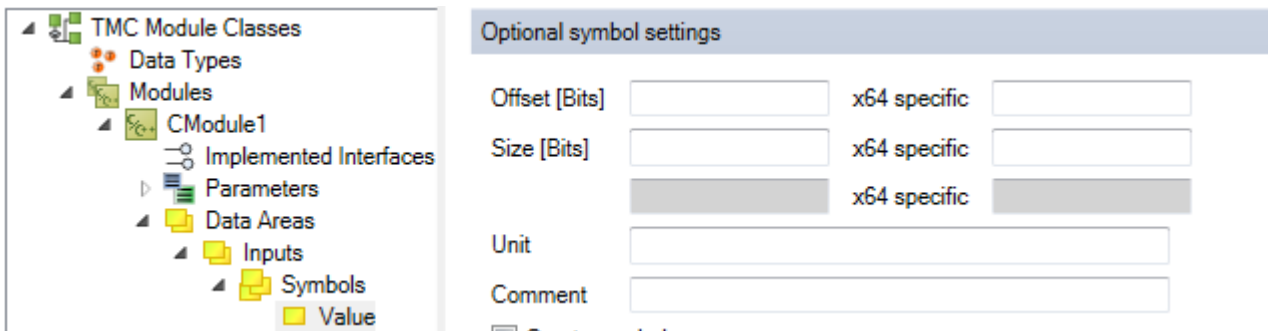 TMC Module Classes
Data Types
Modules
CModule1
Implemented Interfaces
Parameters
Data Areas
Inputs
Symbols
Value
Optional symbol settings
Offset [Bits] x64 specific
Size [Bits] x64 specific
x64 specific
Unit
Comment